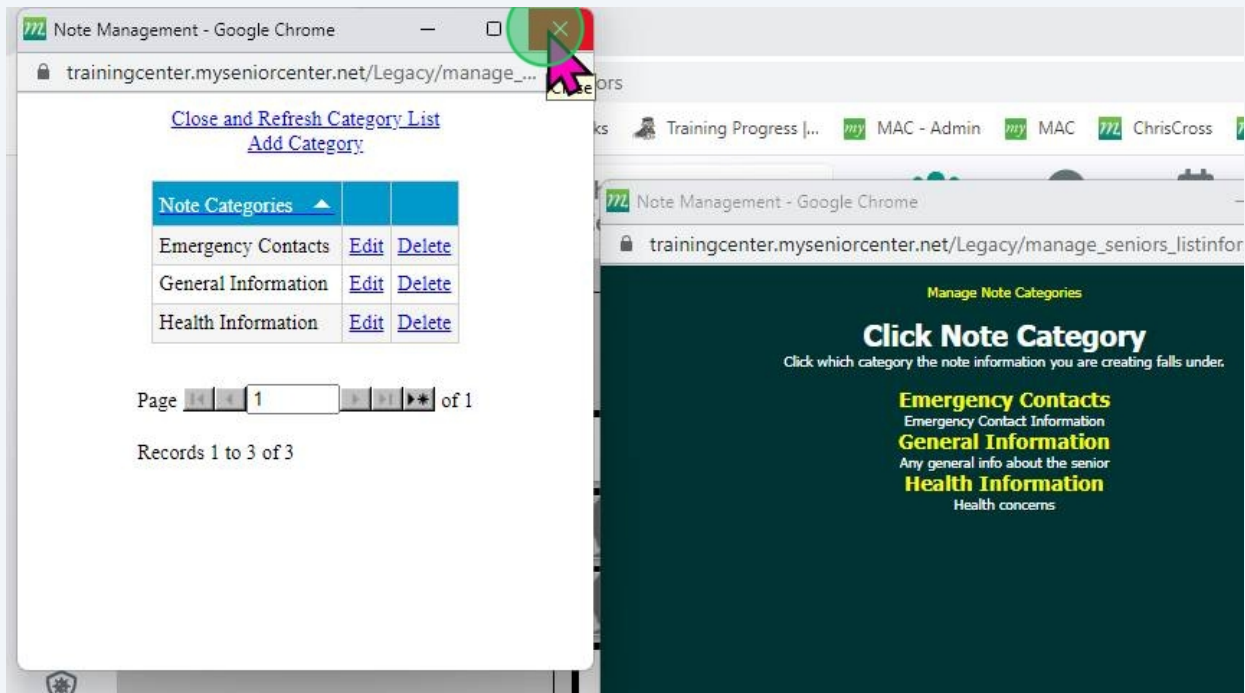 Note Management - Google Chrome
trainingcenter.myseniorcenter.net/Legacy/manage_...
Close
Close and Refresh Category List
Add Category
Note Categories
Emergency Contacts Edit Delete
General Information Edit Delete
Health Information Edit Delete
Page 1 of 1
Records 1 to 3 of 3
ors
ks Training Progress |... my MAC - Admin my MAC m ChrisCross
Note Management - Google Chrome
trainingcenter.myseniorcenter.net/Legacy/manage_seniors_listinfor
Manage Note Categories
Click Note Category
Click which category the note information you are creating falls under.
Emergency Contacts
Emergency Contact Information
General Information
Any general info about the senior
Health Information
Health concerns